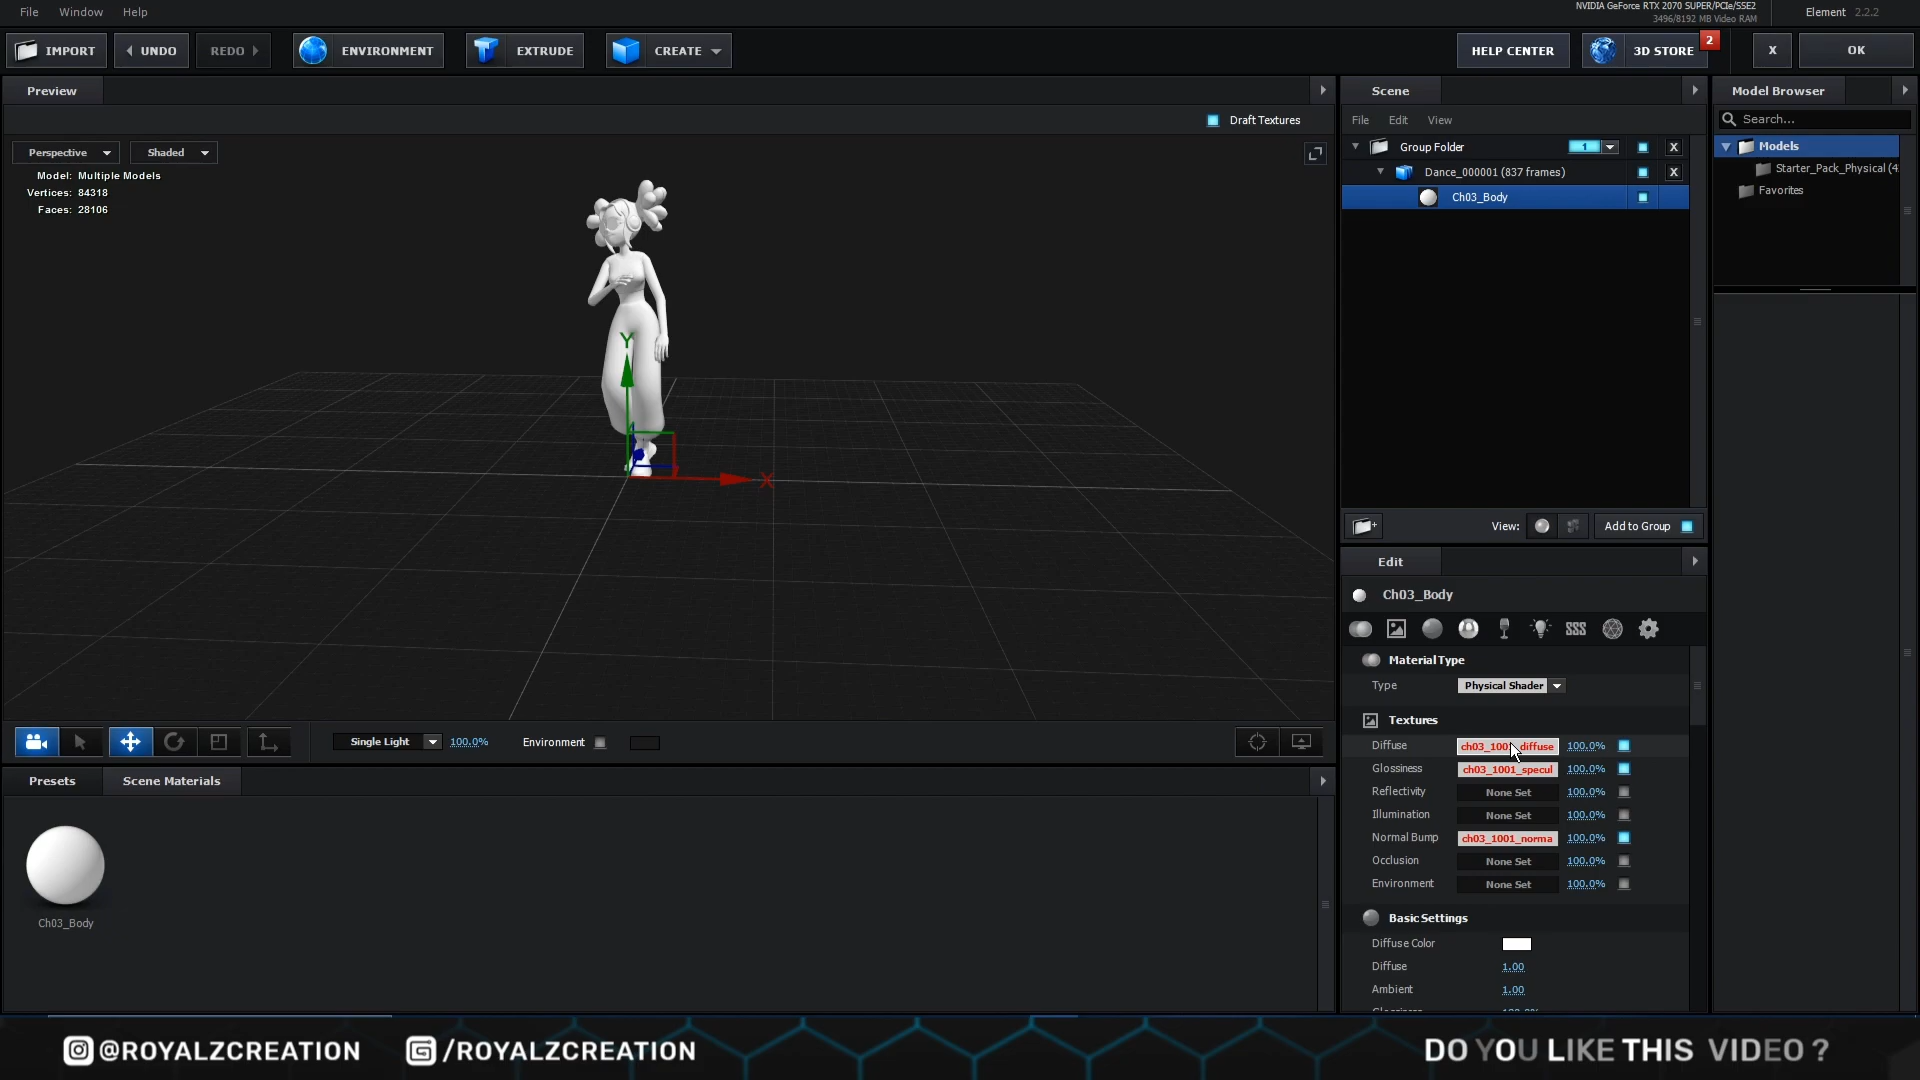 File Window Help
NVIDIA GeForce RTX 2070 SUPER/PCIe/SSE2
3496/8192 MB Video RAM
Element 2.2.2
IMPORT UNDO REDO ENVIRONMENT EXTRUDE CREATE HELP CENTER 3D STORE 2 X OK
Preview
Draft Textures
Perspective Shaded
Model: Multiple Models
Vertices: 84318
Faces: 28106
Y
X
Single Light 100.0% Environment
Presets Scene Materials
Ch03_Body
Scene
File Edit View
Group Folder 1 X
Dance_000001 (837 frames) X
Ch03_Body
View: Add to Group
Edit
Ch03_Body
Material Type
Type Physical Shader
Textures
Diffuse ch03_1001_diffuse 100.0%
Glossiness ch03_1001_specul 100.0%
Reflectivity None Set 100.0%
Illumination None Set 100.0%
Normal Bump ch03_1001_norma 100.0%
Occlusion None Set 100.0%
Environment None Set 100.0%
Basic Settings
Diffuse Color
Diffuse 1.00
Ambient 1.00
Model Browser
Search...
Models
Starter_Pack_Physical (4
Favorites
@ROYALZCREATION
/ROYALZCREATION
DO YOU LIKE THIS VIDEO ?